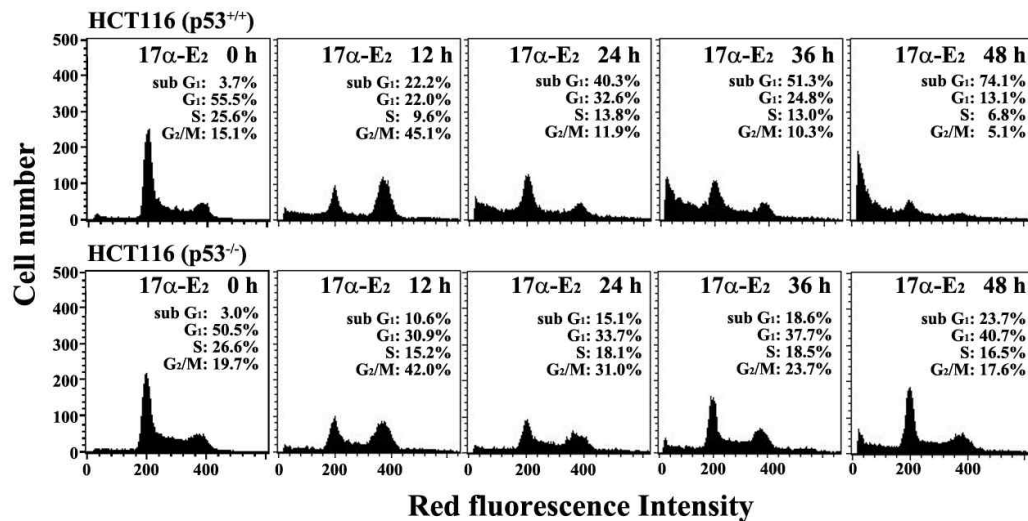 HCT116 (p53+/+)
500
400
300
200
100
0
17α-E2 0 h
sub G1: 3.7%
G1: 55.5%
S: 25.6%
G2/M: 15.1%
17α-E2 12 h
sub G1: 22.2%
G1: 22.0%
S: 9.6%
G2/M: 45.1%
17α-E2 24 h
sub G1: 40.3%
G1: 32.6%
S: 13.8%
G2/M: 11.9%
17α-E2 36 h
sub G1: 51.3%
G1: 24.8%
S: 13.0%
G2/M: 10.3%
17α-E2 48 h
sub G1: 74.1%
G1: 13.1%
S: 6.8%
G2/M: 5.1%
Cell number
HCT116 (p53-/-)
500
400
300
200
100
0
17α-E2 0 h
sub G1: 3.0%
G1: 50.5%
S: 26.6%
G2/M: 19.7%
17α-E2 12 h
sub G1: 10.6%
G1: 30.9%
S: 15.2%
G2/M: 42.0%
17α-E2 24 h
sub G1: 15.1%
G1: 33.7%
S: 18.1%
G2/M: 31.0%
17α-E2 36 h
sub G1: 18.6%
G1: 37.7%
S: 18.5%
G2/M: 23.7%
17α-E2 48 h
sub G1: 23.7%
G1: 40.7%
S: 16.5%
G2/M: 17.6%
0 200 400 0 200 400 0 200 400 0 200 400 0 200 400
Red fluorescence Intensity